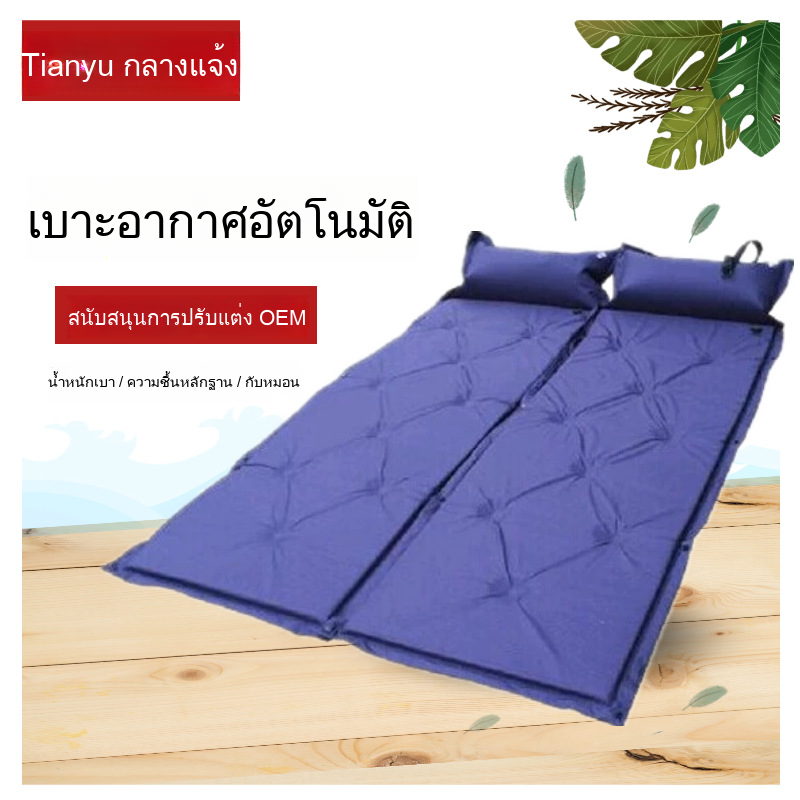 Tianyu กลางแจ้ง
เบาะอากาศอัตโนมัติ
สนับสนุนการปรับแต่ง OEM
น้ำหนักเบา / ความชื้นหลักฐาน / กับหมอน